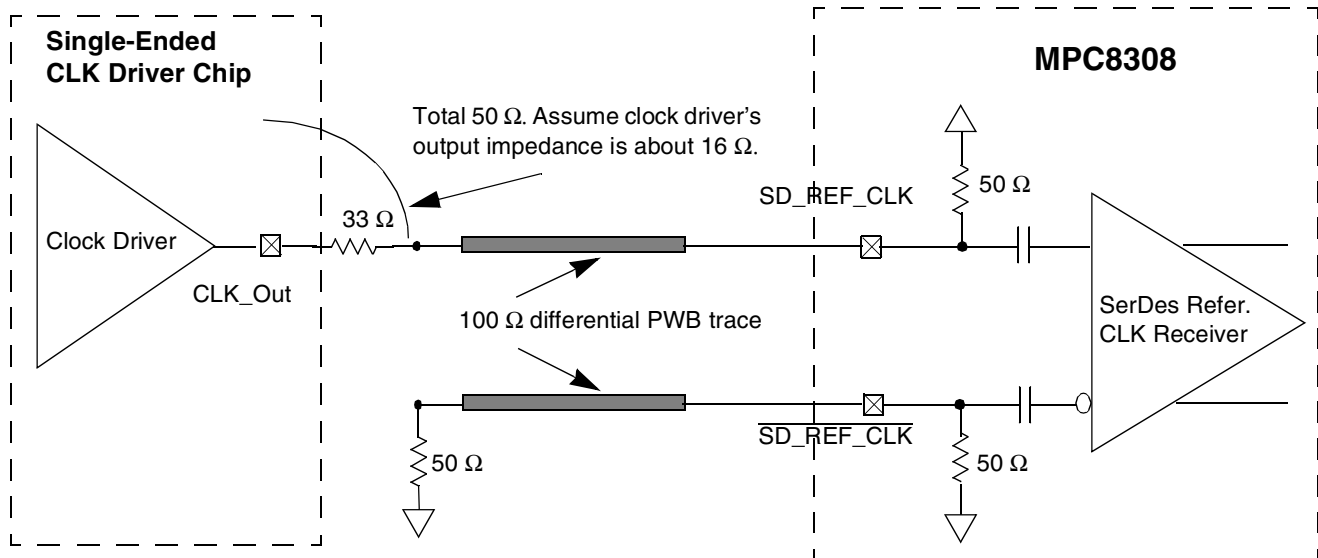 Single-Ended
CLK Driver Chip
MPC8308
Total 50 Ω. Assume clock driver's
output impedance is about 16 Ω.
SD_REF_CLK
50 Ω
33 Ω
Clock Driver
CLK_Out
100 Ω differential PWB trace
SerDes Refer.
CLK Receiver
SD_REF_CLK
50 Ω
50 Ω